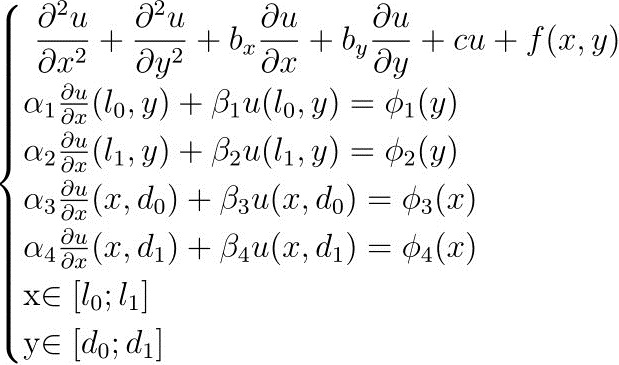 ∂²u/∂x² + ∂²u/∂y² + bₓ ∂u/∂x + b_y ∂u/∂y + cu + f(x, y)
α₁ ∂u/∂x (l₀, y) + β₁u(l₀, y) = ϕ₁(y)
α₂ ∂u/∂x (l₁, y) + β₂u(l₁, y) = ϕ₂(y)
α₃ ∂u/∂x (x, d₀) + β₃u(x, d₀) = ϕ₃(x)
α₄ ∂u/∂x (x, d₁) + β₄u(x, d₁) = ϕ₄(x)
x∈ [l₀; l₁]
y∈ [d₀; d₁]